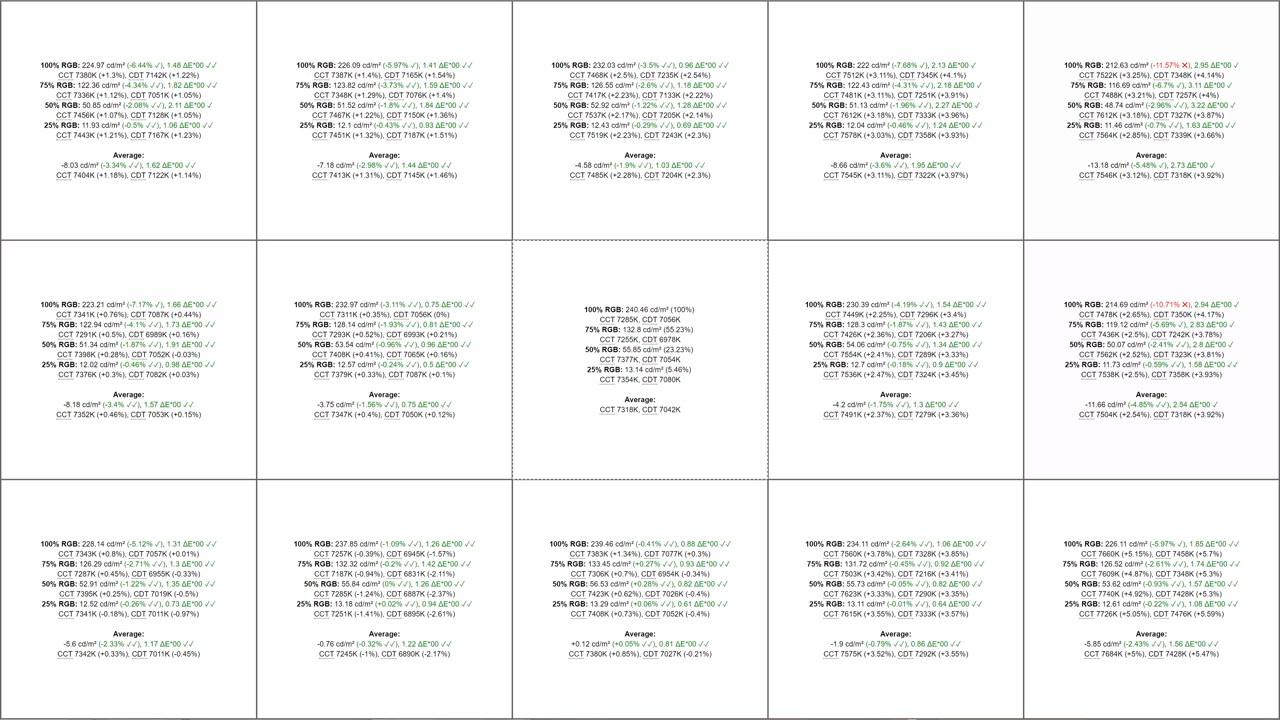 100% RGB: 224.97 cd/m² (-6.44% ✓), 1.48 ΔE*00 ✓✓
CCT 7380K (+1.3%), CDT 7142K (+1.22%)
75% RGB: 122.36 cd/m² (-4.34% ✓), 1.82 ΔE*00 ✓✓
CCT 7336K (+1.12%), CDT 7051K (+1.05%)
50% RGB: 50.85 cd/m² (-2.08% ✓✓), 2.11 ΔE*00 ✓
CCT 7456K (+1.07%), CDT 7128K (+1.05%)
25% RGB: 11.93 cd/m² (-0.5% ✓✓), 1.06 ΔE*00 ✓✓
CCT 7443K (+1.21%), CDT 7167K (+1.23%)
Average:
-8.03 cd/m² (-3.34% ✓✓), 1.62 ΔE*00 ✓✓
CCT 7404K (+1.18%), CDT 7122K (+1.14%)
100% RGB: 226.09 cd/m² (-5.97% ✓), 1.41 ΔE*00 ✓✓
CCT 7387K (+1.4%), CDT 7165K (+1.54%)
75% RGB: 123.82 cd/m² (-3.73% ✓✓), 1.59 ΔE*00 ✓✓
CCT 7348K (+1.29%), CDT 7076K (+1.4%)
50% RGB: 51.52 cd/m² (-1.8% ✓✓), 1.84 ΔE*00 ✓✓
CCT 7467K (+1.22%), CDT 7150K (+1.36%)
25% RGB: 12.1 cd/m² (-0.43% ✓✓), 0.93 ΔE*00 ✓✓
CCT 7451K (+1.32%), CDT 7187K (+1.51%)
Average:
-7.18 cd/m² (-2.98% ✓✓), 1.44 ΔE*00 ✓✓
CCT 7413K (+1.31%), CDT 7145K (+1.46%)
100% RGB: 232.03 cd/m² (-3.5% ✓✓), 0.96 ΔE*00 ✓✓
CCT 7468K (+2.5%), CDT 7235K (+2.54%)
75% RGB: 126.55 cd/m² (-2.6% ✓✓), 1.18 ΔE*00 ✓✓
CCT 7417K (+2.23%), CDT 7133K (+2.22%)
50% RGB: 52.92 cd/m² (-1.22% ✓✓), 1.28 ΔE*00 ✓✓
CCT 7537K (+2.17%), CDT 7205K (+2.14%)
25% RGB: 12.43 cd/m² (-0.29% ✓✓), 0.69 ΔE*00 ✓✓
CCT 7519K (+2.23%), CDT 7243K (+2.3%)
Average:
-4.58 cd/m² (-1.9% ✓✓), 1.03 ΔE*00 ✓✓
CCT 7485K (+2.28%), CDT 7204K (+2.3%)
100% RGB: 222 cd/m² (-7.68% ✓), 2.13 ΔE*00 ✓
CCT 7512K (+3.11%), CDT 7345K (+4.1%)
75% RGB: 122.43 cd/m² (-4.31% ✓✓), 2.18 ΔE*00 ✓
CCT 7481K (+3.11%), CDT 7251K (+3.91%)
50% RGB: 51.13 cd/m² (-1.96% ✓✓), 2.27 ΔE*00 ✓
CCT 7612K (+3.18%), CDT 7333K (+3.96%)
25% RGB: 12.04 cd/m² (-0.46% ✓✓), 1.24 ΔE*00 ✓✓
CCT 7578K (+3.03%), CDT 7358K (+3.93%)
Average:
-8.66 cd/m² (-3.6% ✓✓), 1.95 ΔE*00 ✓✓
CCT 7545K (+3.11%), CDT 7322K (+3.97%)
100% RGB: 212.63 cd/m² (-11.57% ✕), 2.95 ΔE*00 ✓
CCT 7522K (+3.25%), CDT 7348K (+4.14%)
75% RGB: 116.69 cd/m² (-6.7% ✓), 3.11 ΔE*00 ✓
CCT 7488K (+3.21%), CDT 7257K (+4%)
50% RGB: 48.74 cd/m² (-2.96% ✓✓), 3.22 ΔE*00 ✓
CCT 7612K (+3.18%), CDT 7327K (+3.87%)
25% RGB: 11.46 cd/m² (-0.7% ✓✓), 1.63 ΔE*00 ✓✓
CCT 7564K (+2.85%), CDT 7339K (+3.66%)
Average:
-13.18 cd/m² (-5.48% ✓), 2.73 ΔE*00 ✓
CCT 7546K (+3.12%), CDT 7318K (+3.92%)
100% RGB: 223.21 cd/m² (-7.17% ✓), 1.66 ΔE*00 ✓✓
CCT 7341K (+0.76%), CDT 7087K (+0.44%)
75% RGB: 122.94 cd/m² (-4.1% ✓✓), 1.73 ΔE*00 ✓✓
CCT 7291K (+0.5%), CDT 6989K (+0.16%)
50% RGB: 51.34 cd/m² (-1.87% ✓✓), 1.91 ΔE*00 ✓✓
CCT 7398K (+0.28%), CDT 7052K (-0.03%)
25% RGB: 12.02 cd/m² (-0.46% ✓✓), 0.98 ΔE*00 ✓✓
CCT 7376K (+0.3%), CDT 7082K (+0.03%)
Average:
-8.18 cd/m² (-3.4% ✓✓), 1.57 ΔE*00 ✓✓
CCT 7352K (+0.46%), CDT 7053K (+0.15%)
100% RGB: 232.97 cd/m² (-3.11% ✓✓), 0.75 ΔE*00 ✓✓
CCT 7311K (+0.35%), CDT 7056K (0%)
75% RGB: 128.14 cd/m² (-1.93% ✓✓), 0.81 ΔE*00 ✓✓
CCT 7293K (+0.52%), CDT 6993K (+0.21%)
50% RGB: 53.54 cd/m² (-0.96% ✓✓), 0.96 ΔE*00 ✓✓
CCT 7408K (+0.41%), CDT 7065K (+0.16%)
25% RGB: 12.57 cd/m² (-0.24% ✓✓), 0.5 ΔE*00 ✓✓
CCT 7379K (+0.33%), CDT 7087K (+0.1%)
Average:
-3.75 cd/m² (-1.56% ✓✓), 0.75 ΔE*00 ✓✓
CCT 7347K (+0.4%), CDT 7050K (+0.12%)
100% RGB: 240.46 cd/m² (100%)
CCT 7285K, CDT 7056K
75% RGB: 132.8 cd/m² (55.23%)
CCT 7255K, CDT 6978K
50% RGB: 55.85 cd/m² (23.23%)
CCT 7377K, CDT 7054K
25% RGB: 13.14 cd/m² (5.46%)
CCT 7354K, CDT 7080K
Average:
CCT 7318K, CDT 7042K
100% RGB: 230.39 cd/m² (-4.19% ✓✓), 1.54 ΔE*00 ✓✓
CCT 7449K (+2.25%), CDT 7296K (+3.4%)
75% RGB: 128.3 cd/m² (-1.87% ✓✓), 1.43 ΔE*00 ✓✓
CCT 7426K (+2.36%), CDT 7206K (+3.27%)
50% RGB: 54.06 cd/m² (-0.75% ✓✓), 1.34 ΔE*00 ✓✓
CCT 7554K (+2.41%), CDT 7289K (+3.33%)
25% RGB: 12.7 cd/m² (-0.18% ✓✓), 0.9 ΔE*00 ✓✓
CCT 7536K (+2.47%), CDT 7324K (+3.45%)
Average:
-4.2 cd/m² (-1.75% ✓✓), 1.3 ΔE*00 ✓✓
CCT 7491K (+2.37%), CDT 7279K (+3.36%)
100% RGB: 214.69 cd/m² (-10.71% ✕), 2.94 ΔE*00 ✓
CCT 7478K (+2.65%), CDT 7350K (+4.17%)
75% RGB: 119.12 cd/m² (-5.69% ✓), 2.83 ΔE*00 ✓
CCT 7436K (+2.5%), CDT 7242K (+3.78%)
50% RGB: 50.07 cd/m² (-2.41% ✓✓), 2.8 ΔE*00 ✓
CCT 7562K (+2.52%), CDT 7323K (+3.81%)
25% RGB: 11.73 cd/m² (-0.59% ✓✓), 1.58 ΔE*00 ✓✓
CCT 7538K (+2.5%), CDT 7358K (+3.93%)
Average:
-11.66 cd/m² (-4.85% ✓✓), 2.54 ΔE*00 ✓
CCT 7504K (+2.54%), CDT 7318K (+3.92%)
100% RGB: 228.14 cd/m² (-5.12% ✓), 1.31 ΔE*00 ✓✓
CCT 7343K (+0.8%), CDT 7057K (+0.01%)
75% RGB: 126.29 cd/m² (-2.71% ✓✓), 1.3 ΔE*00 ✓✓
CCT 7287K (+0.45%), CDT 6955K (-0.33%)
50% RGB: 52.91 cd/m² (-1.22% ✓✓), 1.35 ΔE*00 ✓✓
CCT 7395K (+0.25%), CDT 7019K (-0.5%)
25% RGB: 12.52 cd/m² (-0.26% ✓✓), 0.73 ΔE*00 ✓✓
CCT 7341K (-0.18%), CDT 7011K (-0.97%)
Average:
-5.6 cd/m² (-2.33% ✓✓), 1.17 ΔE*00 ✓✓
CCT 7342K (+0.33%), CDT 7011K (-0.45%)
100% RGB: 237.85 cd/m² (-1.09% ✓✓), 1.26 ΔE*00 ✓✓
CCT 7257K (-0.39%), CDT 6945K (-1.57%)
75% RGB: 132.32 cd/m² (-0.2% ✓✓), 1.42 ΔE*00 ✓✓
CCT 7187K (-0.94%), CDT 6831K (-2.11%)
50% RGB: 55.84 cd/m² (0% ✓✓), 1.26 ΔE*00 ✓✓
CCT 7285K (-1.24%), CDT 6887K (-2.37%)
25% RGB: 13.18 cd/m² (+0.02% ✓✓), 0.94 ΔE*00 ✓✓
CCT 7251K (-1.41%), CDT 6895K (-2.61%)
Average:
-0.76 cd/m² (-0.32% ✓✓), 1.22 ΔE*00 ✓✓
CCT 7245K (-1%), CDT 6890K (-2.17%)
100% RGB: 239.46 cd/m² (-0.41% ✓✓), 0.88 ΔE*00 ✓✓
CCT 7383K (+1.34%), CDT 7077K (+0.3%)
75% RGB: 133.45 cd/m² (+0.27% ✓✓), 0.93 ΔE*00 ✓✓
CCT 7306K (+0.7%), CDT 6954K (-0.34%)
50% RGB: 56.53 cd/m² (+0.28% ✓✓), 0.82 ΔE*00 ✓✓
CCT 7423K (+0.62%), CDT 7026K (-0.4%)
25% RGB: 13.29 cd/m² (+0.06% ✓✓), 0.61 ΔE*00 ✓✓
CCT 7408K (+0.73%), CDT 7052K (-0.4%)
Average:
+0.12 cd/m² (+0.05% ✓✓), 0.81 ΔE*00 ✓✓
CCT 7380K (+0.85%), CDT 7027K (-0.21%)
100% RGB: 234.11 cd/m² (-2.64% ✓✓), 1.06 ΔE*00 ✓✓
CCT 7560K (+3.78%), CDT 7328K (+3.85%)
75% RGB: 131.72 cd/m² (-0.45% ✓✓), 0.92 ΔE*00 ✓✓
CCT 7503K (+3.42%), CDT 7216K (+3.41%)
50% RGB: 55.73 cd/m² (-0.05% ✓✓), 0.82 ΔE*00 ✓✓
CCT 7623K (+3.33%), CDT 7290K (+3.35%)
25% RGB: 13.11 cd/m² (-0.01% ✓✓), 0.64 ΔE*00 ✓✓
CCT 7615K (+3.55%), CDT 7333K (+3.57%)
Average:
-1.9 cd/m² (-0.79% ✓✓), 0.86 ΔE*00 ✓✓
CCT 7575K (+3.52%), CDT 7292K (+3.55%)
100% RGB: 226.11 cd/m² (-5.97% ✓), 1.85 ΔE*00 ✓✓
CCT 7660K (+5.15%), CDT 7458K (+5.7%)
75% RGB: 126.52 cd/m² (-2.61% ✓✓), 1.74 ΔE*00 ✓✓
CCT 7609K (+4.87%), CDT 7348K (+5.3%)
50% RGB: 53.62 cd/m² (-0.93% ✓✓), 1.57 ΔE*00 ✓✓
CCT 7740K (+4.92%), CDT 7428K (+5.3%)
25% RGB: 12.61 cd/m² (-0.22% ✓✓), 1.08 ΔE*00 ✓✓
CCT 7726K (+5.05%), CDT 7476K (+5.59%)
Average:
-5.85 cd/m² (-2.43% ✓✓), 1.56 ΔE*00 ✓✓
CCT 7684K (+5%), CDT 7428K (+5.47%)